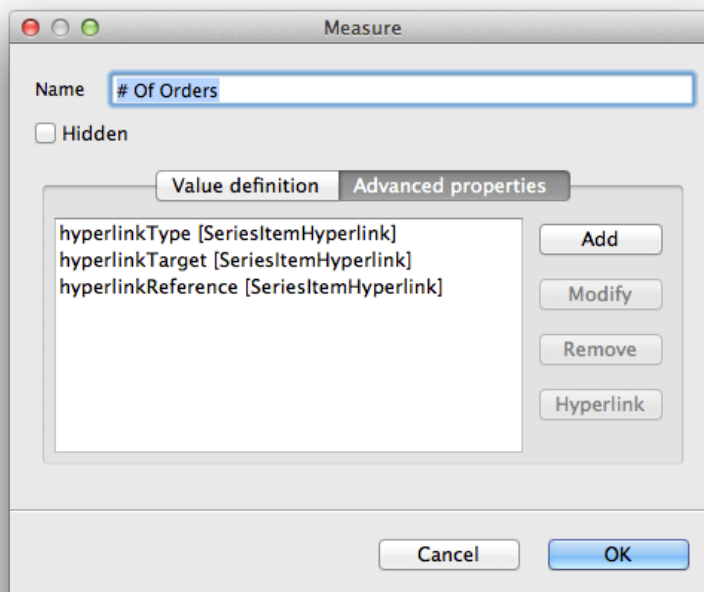 Measure
Name # Of Orders
Hidden
Value definition Advanced properties
hyperlinkType [SeriesItemHyperlink]
hyperlinkTarget [SeriesItemHyperlink]
hyperlinkReference [SeriesItemHyperlink]
Add
Modify
Remove
Hyperlink
Cancel OK